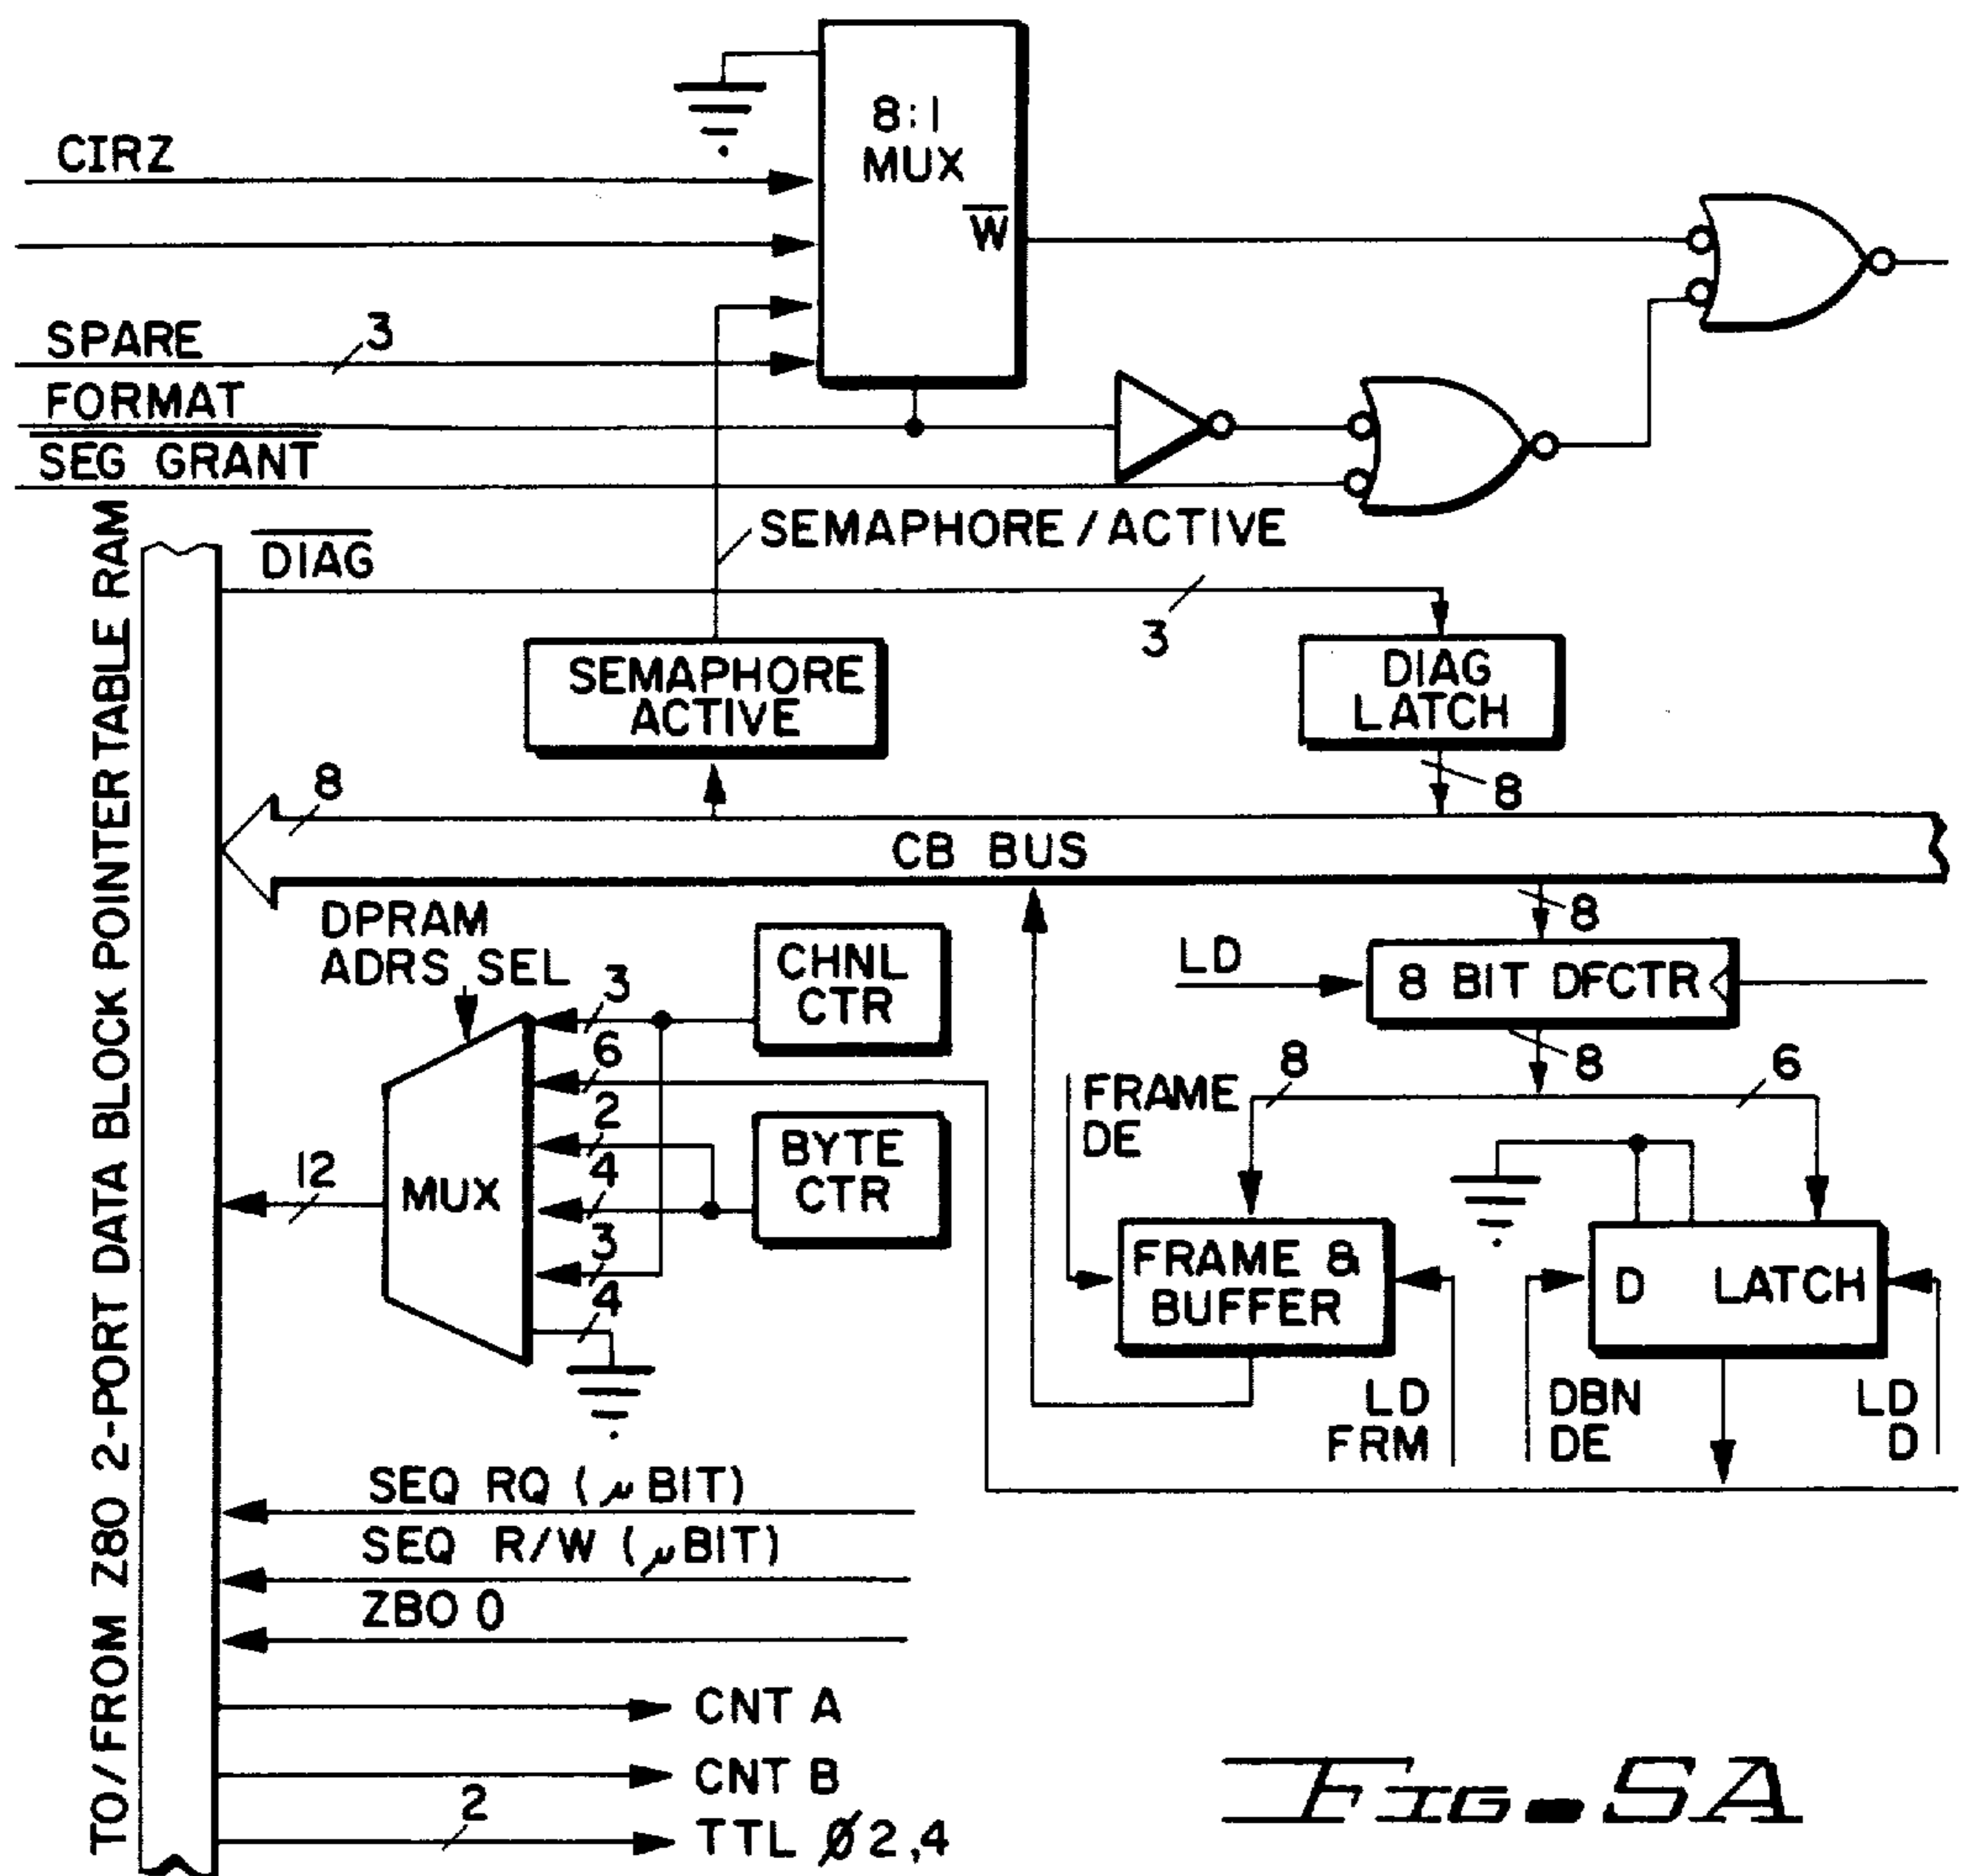 8:1
MUX
W̅
CIRZ
SPARE
3
FORMAT
S̅E̅G̅ G̅R̅A̅N̅T̅
SEMAPHORE/ACTIVE
D̅I̅A̅G̅
3
SEMAPHORE
ACTIVE
DIAG
LATCH
8
8
CB BUS
TO/FROM Z80 2-PORT DATA BLOCK POINTER TABLE RAM
DPRAM
ADRS SEL
CHNL
CTR
3
6
2
4
3
4
BYTE
CTR
12
MUX
8
LD
8 BIT DFCTR
8
8
6
FRAME
DE
FRAME &
BUFFER
D LATCH
LD
FRM
DBN
DE
LD
D
SEQ RQ (μ BIT)
SEQ R/W (μ BIT)
ZBO 0
CNT A
CNT B
2
TTL Ø2,4
FIG. 5A